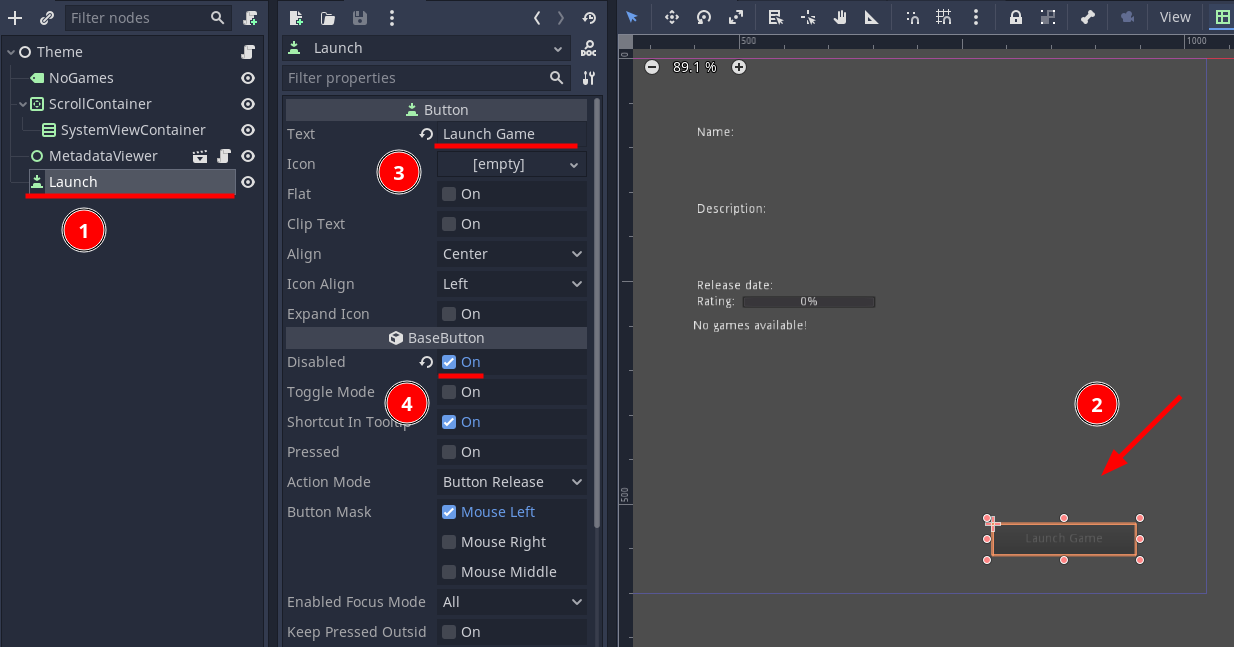 Filter nodes
Theme
NoGames
ScrollContainer
SystemViewContainer
MetadataViewer
Launch
1
Launch
Filter properties
Button
Text Launch Game
Icon [empty]
3
Flat On
Clip Text On
Align Center
Icon Align Left
Expand Icon On
BaseButton
Disabled On
Toggle Mode On
4
Shortcut In Tooltip On
Pressed On
Action Mode Button Release
Button Mask Mouse Left
Mouse Right
Mouse Middle
Enabled Focus Mode All
Keep Pressed Outsid On
View
500 1000
0
89.1 %
Name:
Description:
Release date:
Rating: 0%
No games available!
2
500
Launch Game